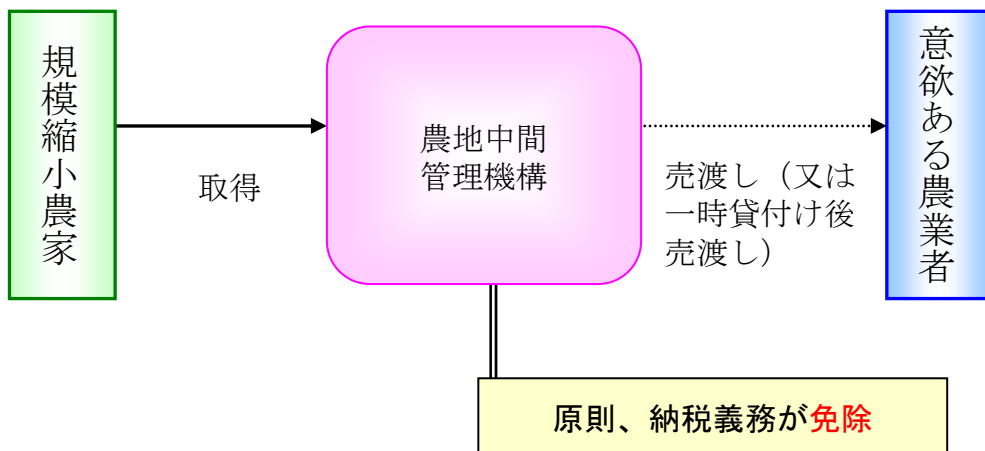 規模縮小農家
取得
農地中間
管理機構
売渡し（又は
一時貸付け後
売渡し）
意欲ある農業者
原則、納税義務が免除